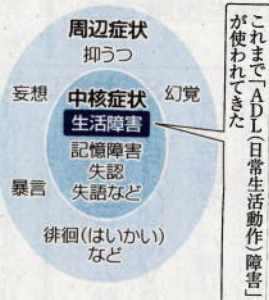 周辺症状
抑うつ
妄想
幻覚
中核症状
生活障害
記憶障害
失認
失語など
暴言
徘徊(はいかい)
など
これまで「ADL(日常生活動作)障害」
が使われてきた